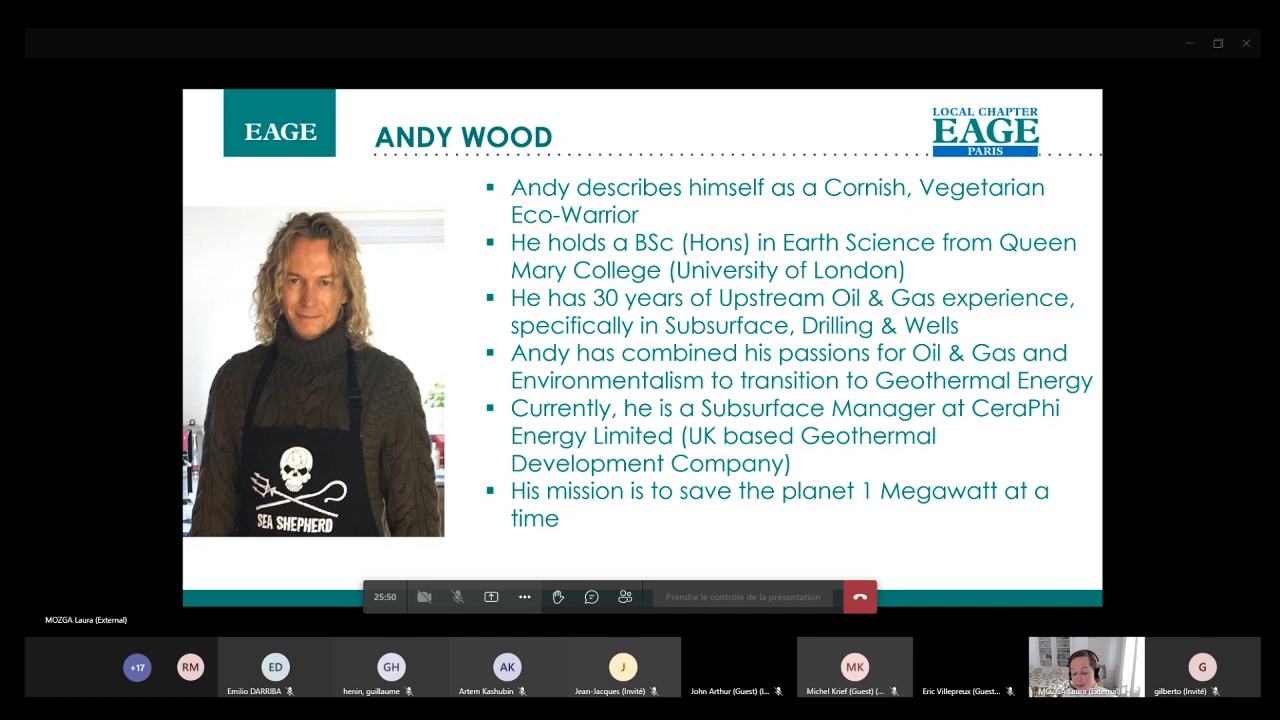 EAGE
ANDY WOOD
LOCAL CHAPTER
EAGE
PARIS
▪ Andy describes himself as a Cornish, Vegetarian
Eco-Warrior
▪ He holds a BSc (Hons) in Earth Science from Queen
Mary College (University of London)
▪ He has 30 years of Upstream Oil & Gas experience,
specifically in Subsurface, Drilling & Wells
▪ Andy has combined his passions for Oil & Gas and
Environmentalism to transition to Geothermal Energy
▪ Currently, he is a Subsurface Manager at CeraPhi
Energy Limited (UK based Geothermal
Development Company)
▪ His mission is to save the planet 1 Megawatt at a
time
SEA SHEPHERD
25:50
Prendre le contrôle de la présentation
MOZGA Laura (External)
+17
RM
ED
GH
AK
J
MK
G
Emilio DARRIBA
henin, guillaume
Artem Kashubin
Jean-Jacques (Invité)
John Arthur (Guest) (I...
Michel Krief (Guest) (...
Eric Villepreux (Guest...
MOZGA Laura (External)
gilberto (Invité)